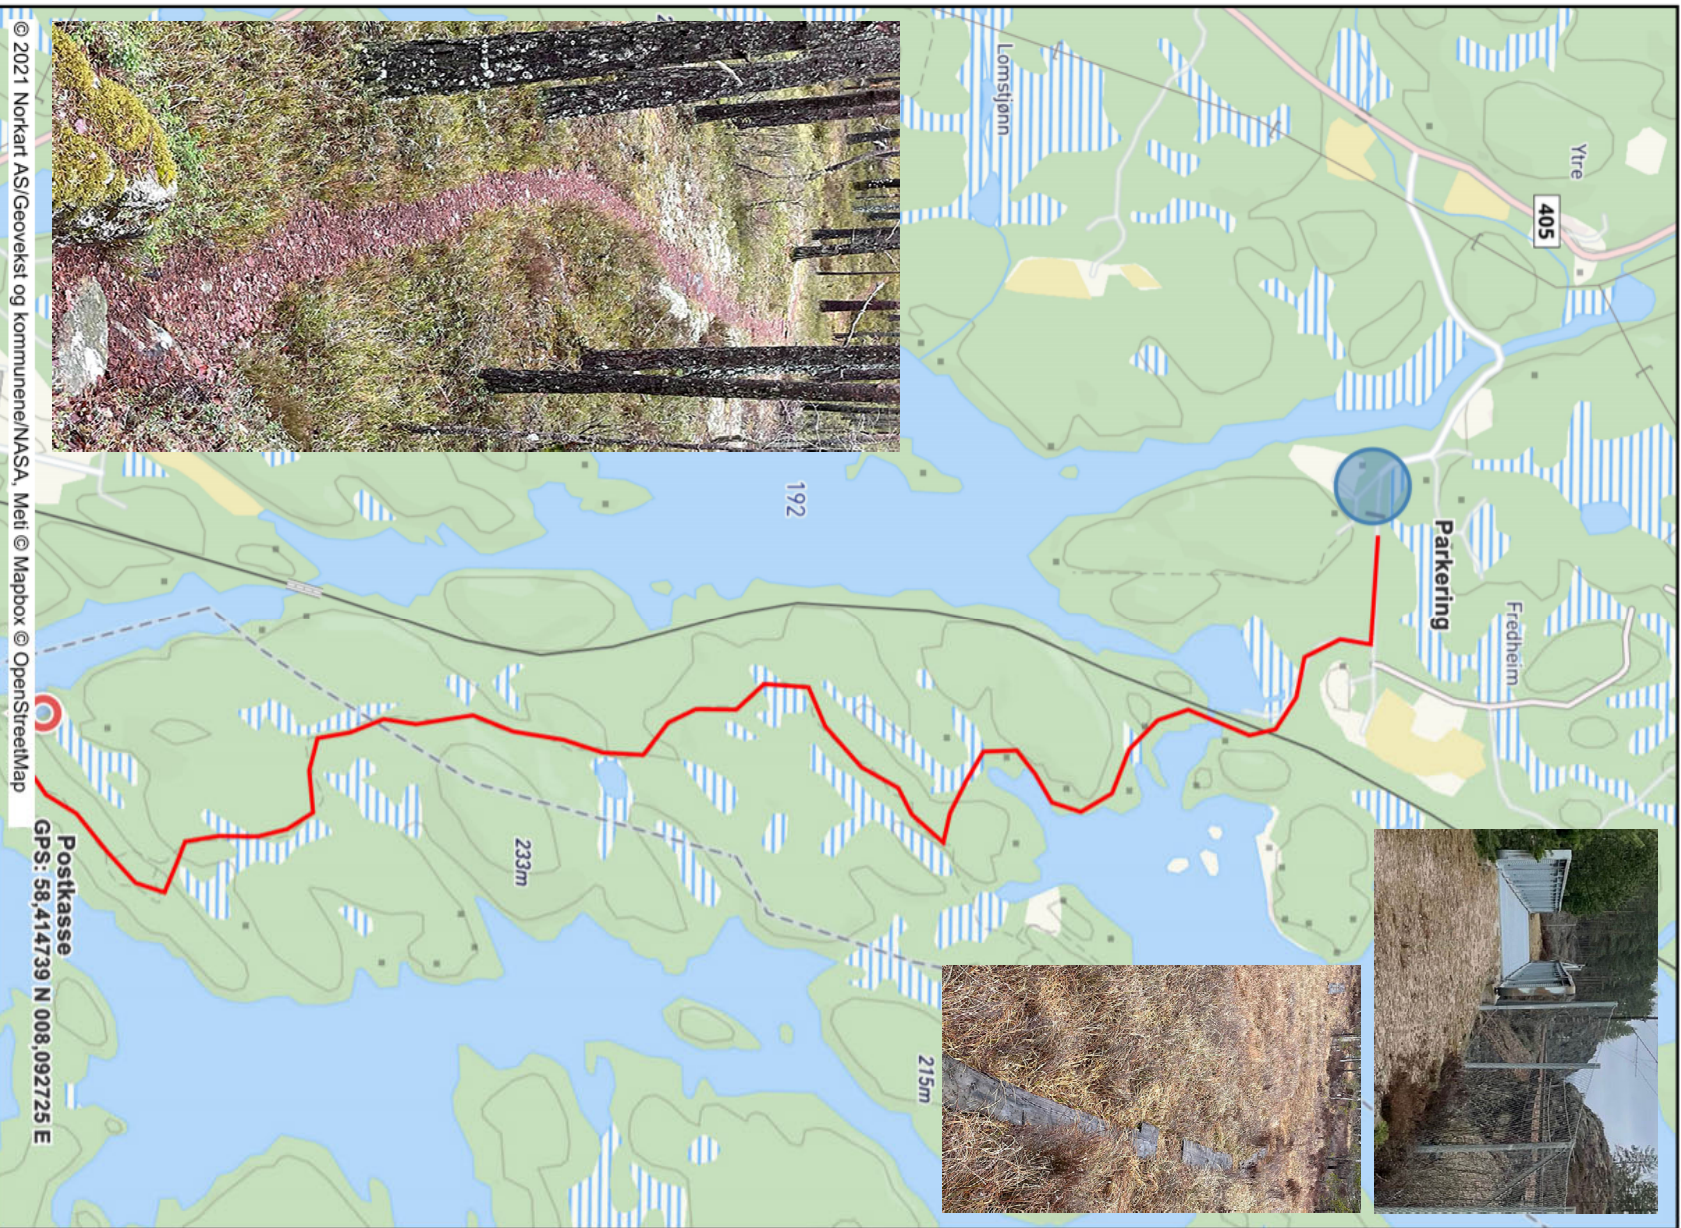 Ytre
405
Lomstjønn
Parkering
Fredheim
192
233m
215m
Postkasse
GPS: 58,414739 N 008,092725 E
© 2021 Norkart AS/Geovekst og kommunene/NASA, Meti © Mapbox © OpenStreetMap